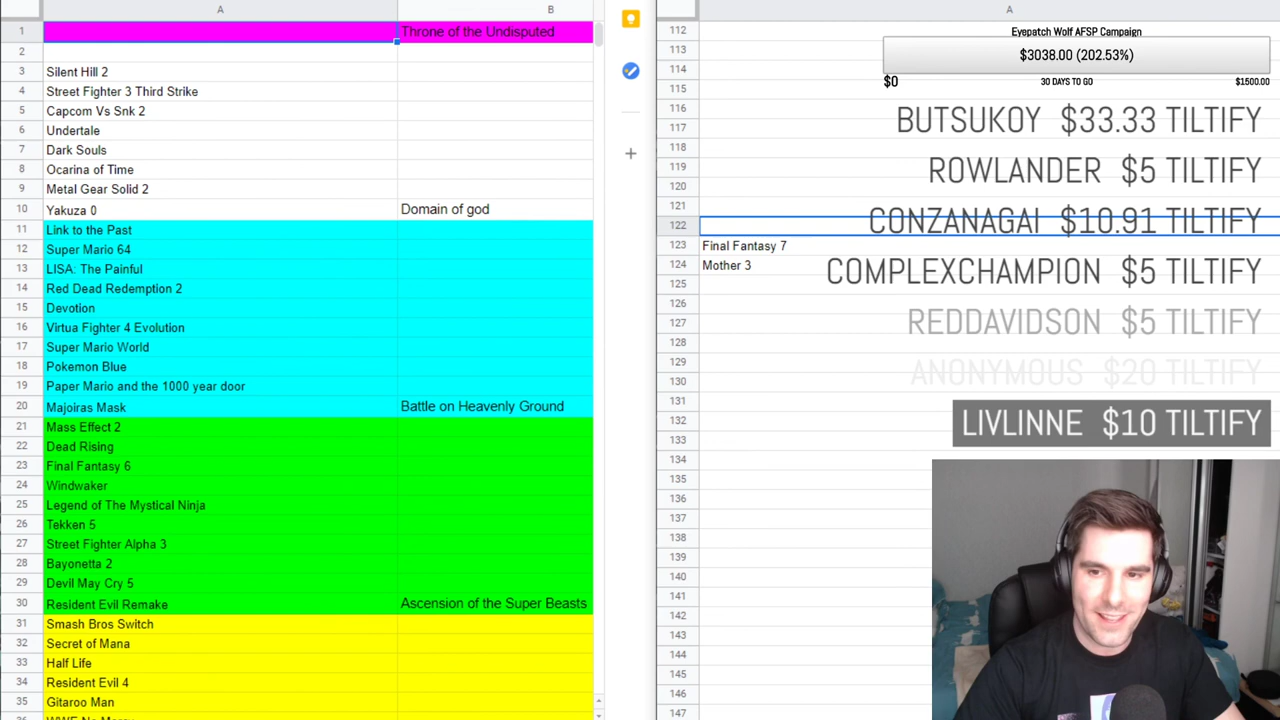 A B
1 Throne of the Undisputed
2
3 Silent Hill 2
4 Street Fighter 3 Third Strike
5 Capcom Vs Snk 2
6 Undertale
7 Dark Souls
8 Ocarina of Time
9 Metal Gear Solid 2
10 Yakuza 0 Domain of god
11 Link to the Past
12 Super Mario 64
13 LISA: The Painful
14 Red Dead Redemption 2
15 Devotion
16 Virtua Fighter 4 Evolution
17 Super Mario World
18 Pokemon Blue
19 Paper Mario and the 1000 year door
20 Majoiras Mask Battle on Heavenly Ground
21 Mass Effect 2
22 Dead Rising
23 Final Fantasy 6
24 Windwaker
25 Legend of The Mystical Ninja
26 Tekken 5
27 Street Fighter Alpha 3
28 Bayonetta 2
29 Devil May Cry 5
30 Resident Evil Remake Ascension of the Super Beasts
31 Smash Bros Switch
32 Secret of Mana
33 Half Life
34 Resident Evil 4
35 Gitaroo Man
A
112
113
114
115
116
117
118
119
120
121
122
123 Final Fantasy 7
124 Mother 3
125
126
127
128
129
130
131
132
133
134
135
136
137
138
139
140
141
142
143
144
145
146
147
Eyepatch Wolf AFSP Campaign
$3038.00 (202.53%)
$0 30 DAYS TO GO $1500.00
BUTSUKOY $33.33 TILTIFY
ROWLANDER $5 TILTIFY
CONZANAGAI $10.91 TILTIFY
COMPLEXCHAMPION $5 TILTIFY
REDDAVIDSON $5 TILTIFY
ANONYMOUS $20 TILTIFY
LIVLINNE $10 TILTIFY